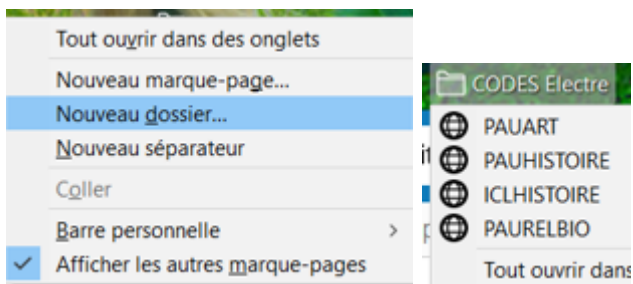 Tout ouvrir dans des onglets
Nouveau marque-page...
Nouveau dossier...
Nouveau séparateur
Coller
Barre personnelle
Afficher les autres marque-pages
CODES Electre
PAUART
PAUHISTOIRE
ICLHISTOIRE
PAURELBIO
Tout ouvrir dans